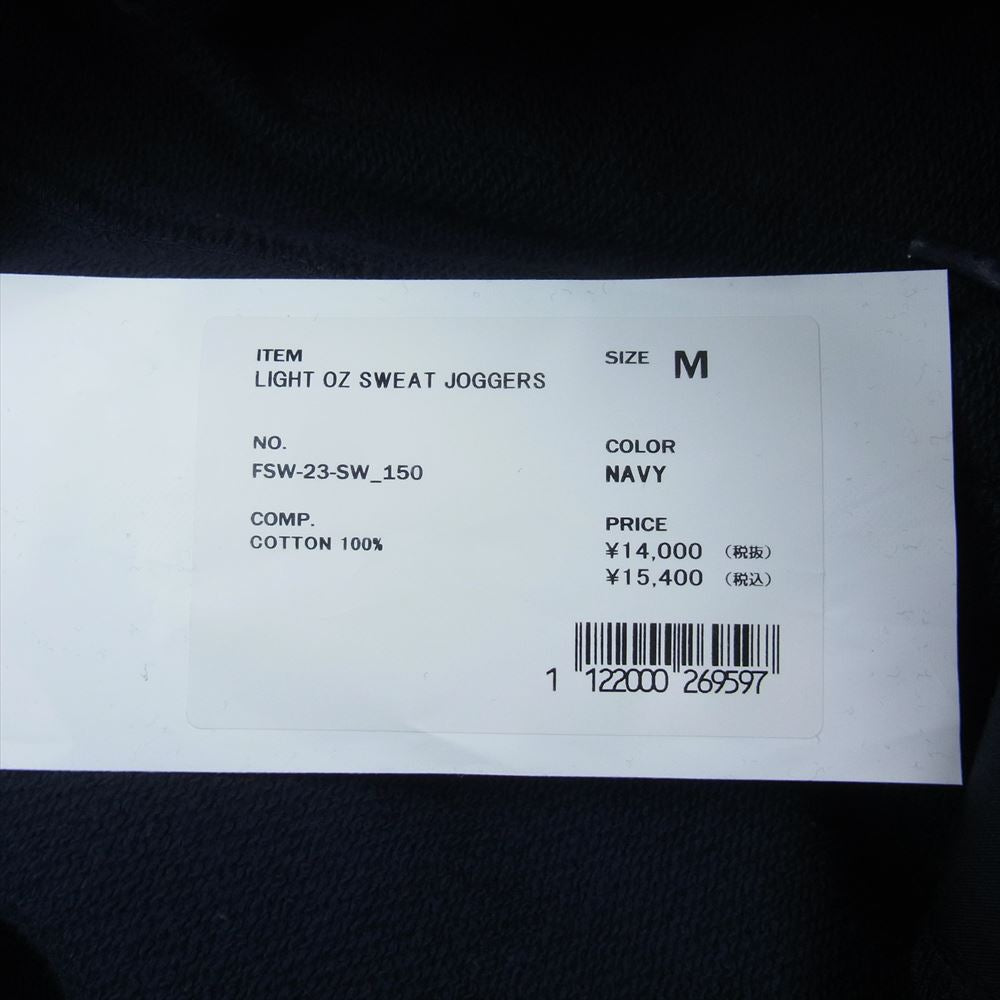 ITEM
LIGHT OZ SWEAT JOGGERS
SIZE M
NO.
FSW-23-SW_150
COLOR
NAVY
COMP.
COTTON 100%
PRICE
¥14,000 (税抜)
¥15,400 (税込)
1 122000 269597